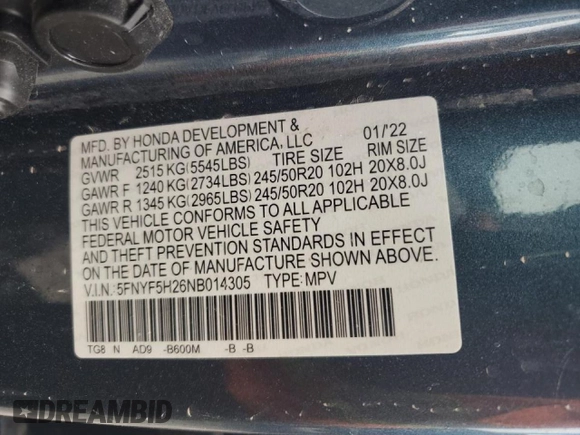 MFD. BY HONDA DEVELOPMENT &
MANUFACTURING OF AMERICA, LLC 01/'22
GVWR 2515 KG(5545LBS) TIRE SIZE RIM SIZE
GAWR F 1240 KG(2734LBS) 245/50R20 102H 20X8.0J
GAWR R 1345 KG(2965LBS) 245/50R20 102H 20X8.0J
THIS VEHICLE CONFORMS TO ALL APPLICABLE
FEDERAL MOTOR VEHICLE SAFETY
AND THEFT PREVENTION STANDARDS IN EFFECT
ON THE DATE OF MANUFACTURE SHOWN ABOVE.
V.I.N.: 5FNYF5H26NB014305 TYPE: MPV
TG8 N AD9 -B600M -B -B
DREAMBID